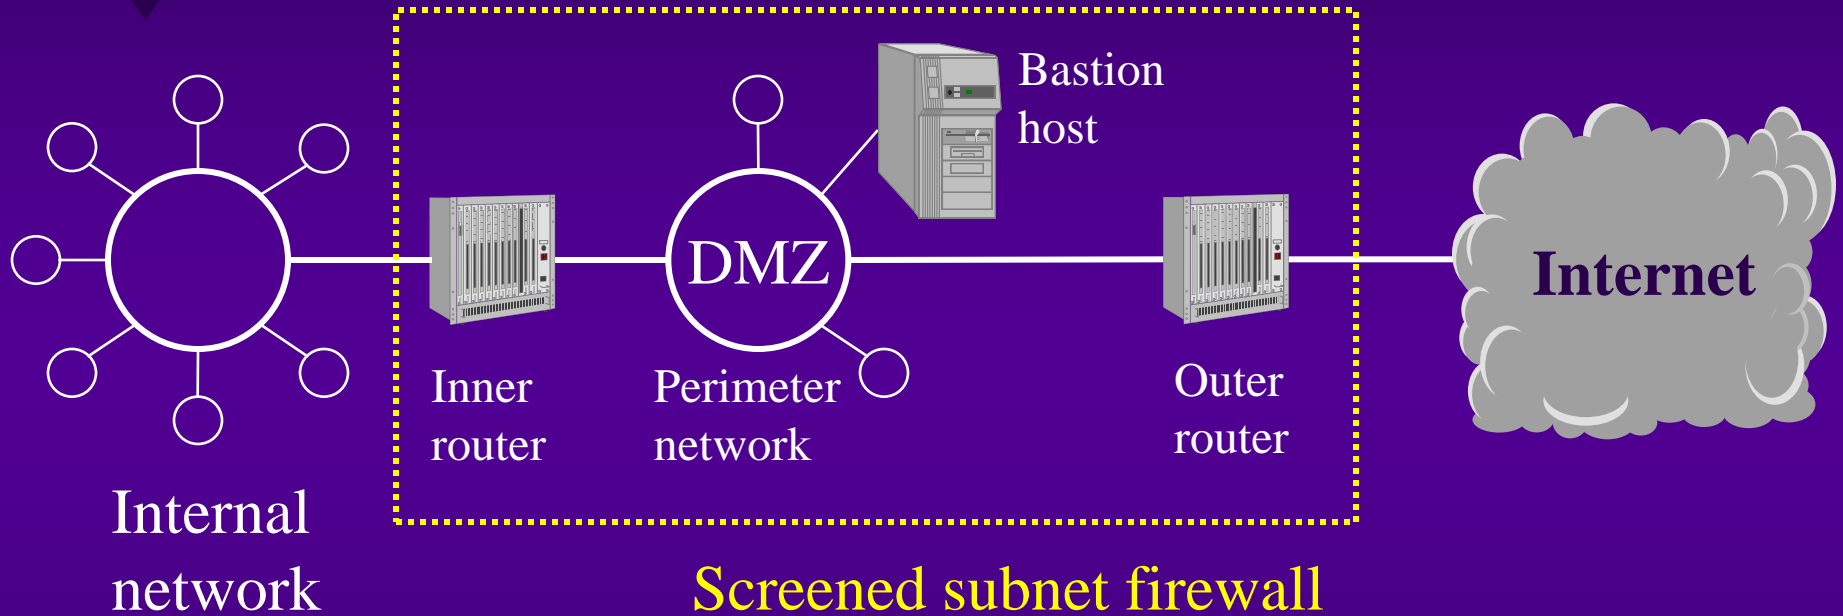 Bastion
host
DMZ
Internet
Inner
router
Perimeter
network
Outer
router
Internal
network
Screened subnet firewall